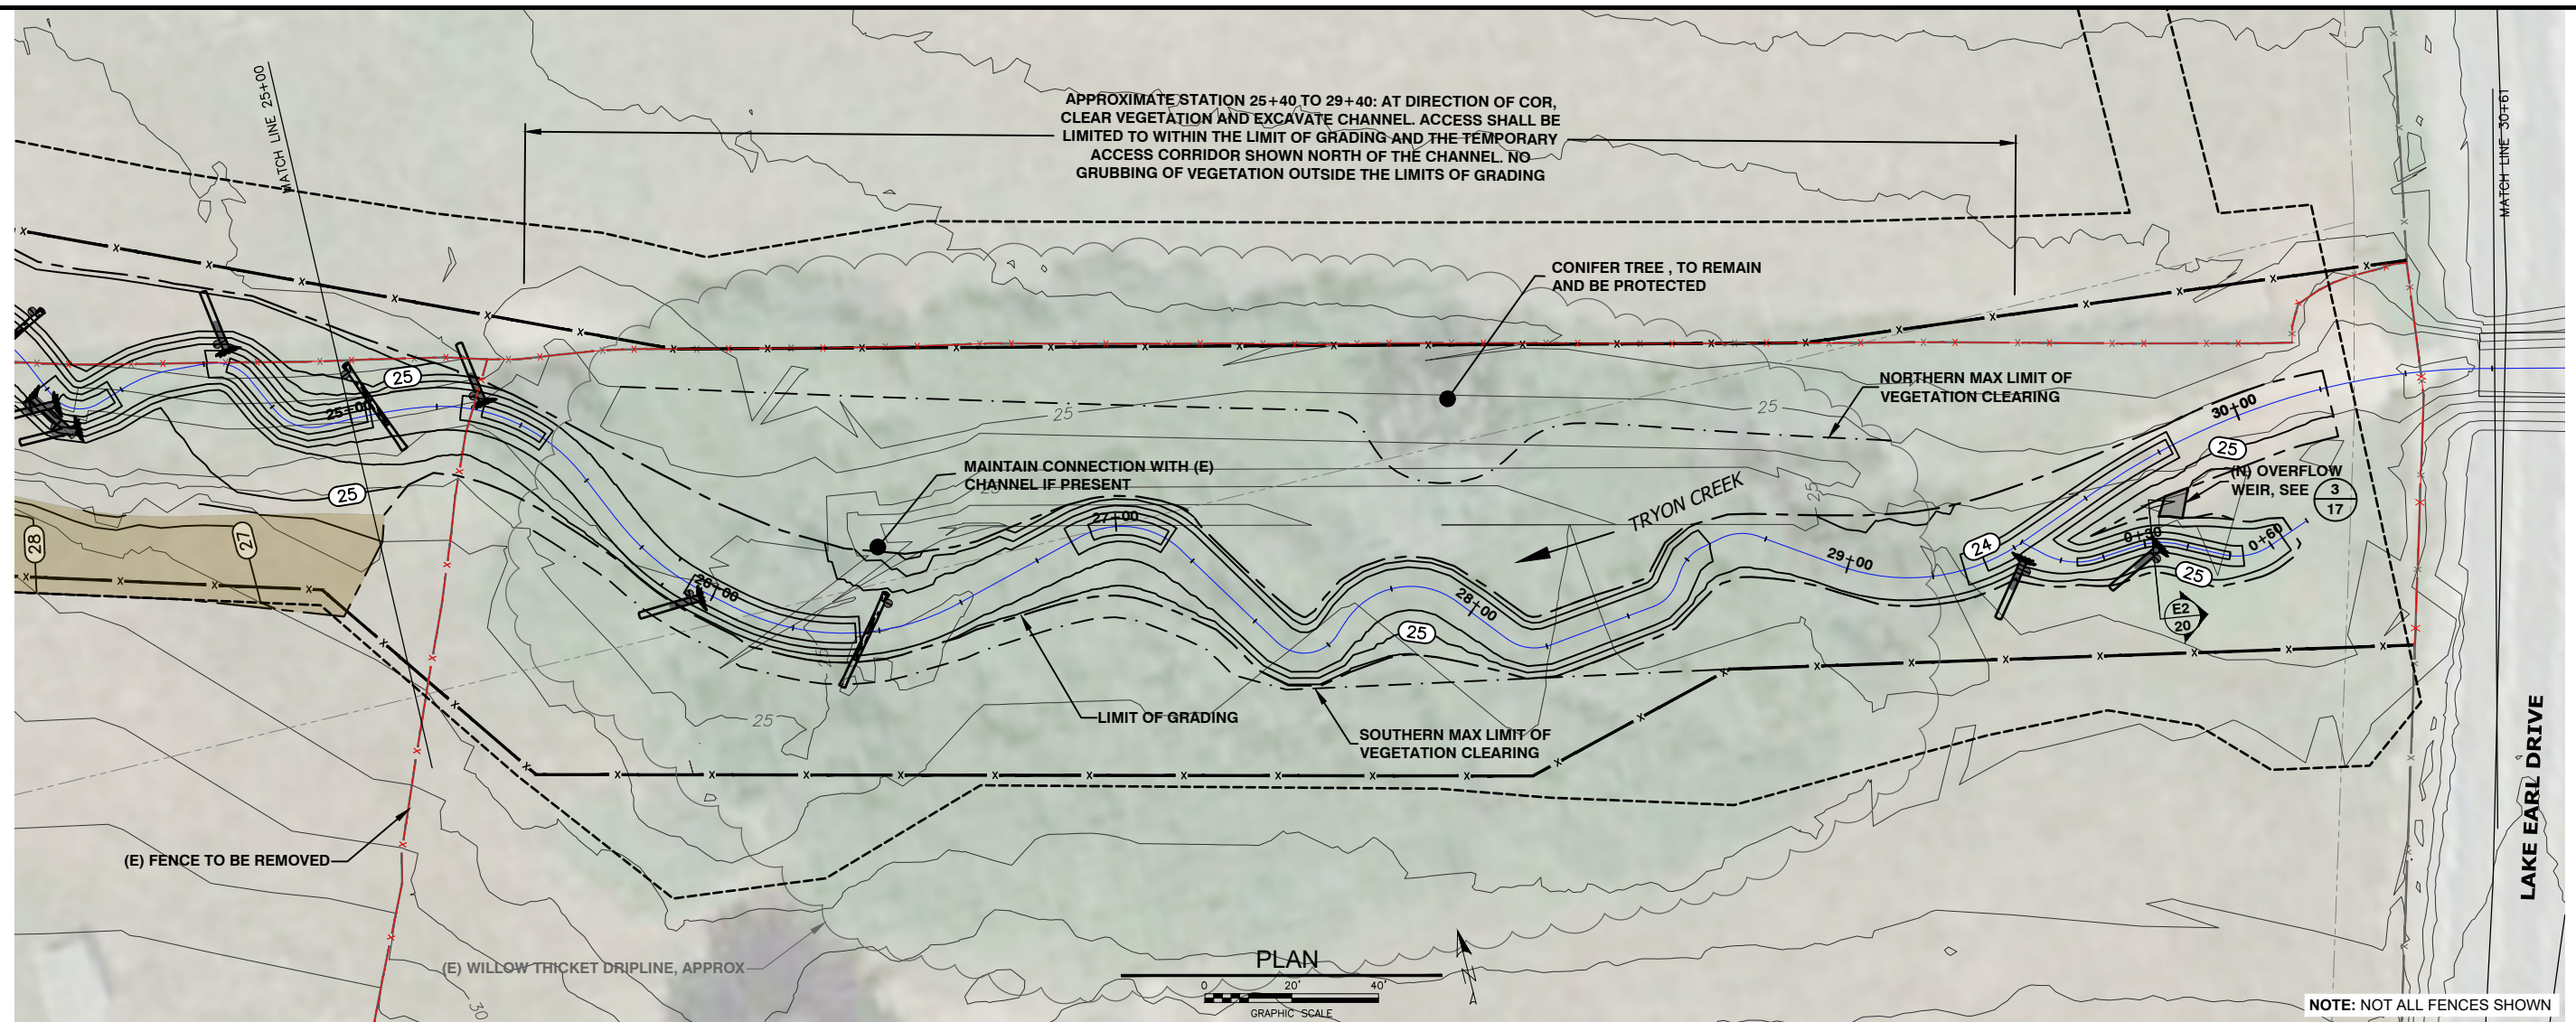 MATCH LINE 25+00
APPROXIMATE STATION 25+40 TO 29+40: AT DIRECTION OF COR,
CLEAR VEGETATION AND EXCAVATE CHANNEL. ACCESS SHALL BE
LIMITED TO WITHIN THE LIMIT OF GRADING AND THE TEMPORARY
ACCESS CORRIDOR SHOWN NORTH OF THE CHANNEL. NO
GRUBBING OF VEGETATION OUTSIDE THE LIMITS OF GRADING
MATCH LINE 30+61
CONIFER TREE , TO REMAIN
AND BE PROTECTED
NORTHERN MAX LIMIT OF
VEGETATION CLEARING
25
25
25
25+00
30+00
25
MAINTAIN CONNECTION WITH (E)
CHANNEL IF PRESENT
25
25
(N) OVERFLOW
WEIR, SEE
3
17
25
TRYON CREEK
27+00
28
27
24
0+30
0+60
29+00
25
26+00
28+00
E2
20
25
25
25
LIMIT OF GRADING
SOUTHERN MAX LIMIT OF
VEGETATION CLEARING
LAKE EARL DRIVE
(E) FENCE TO BE REMOVED
(E) WILLOW THICKET DRIPLINE, APPROX
30
PLAN
0 20' 40'
GRAPHIC SCALE
N
NOTE: NOT ALL FENCES SHOWN